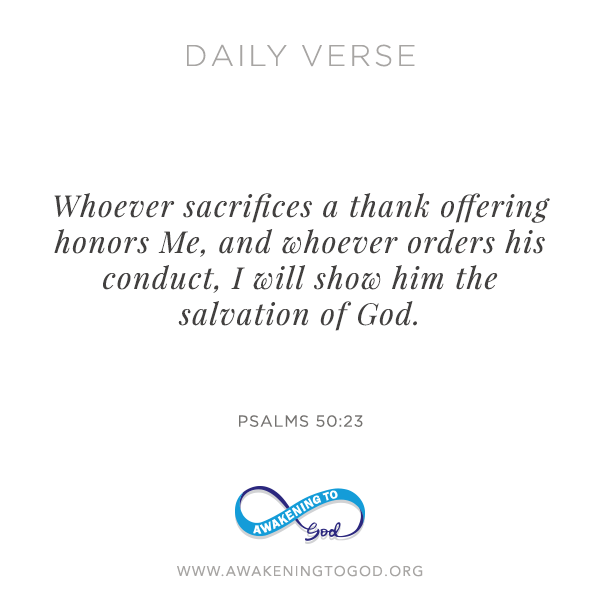 DAILY VERSE
Whoever sacrifices a thank offering
honors Me, and whoever orders his
conduct, I will show him the
salvation of God.
PSALMS 50:23
AWAKENING TO
God
WWW.AWAKENINGTOGOD.ORG